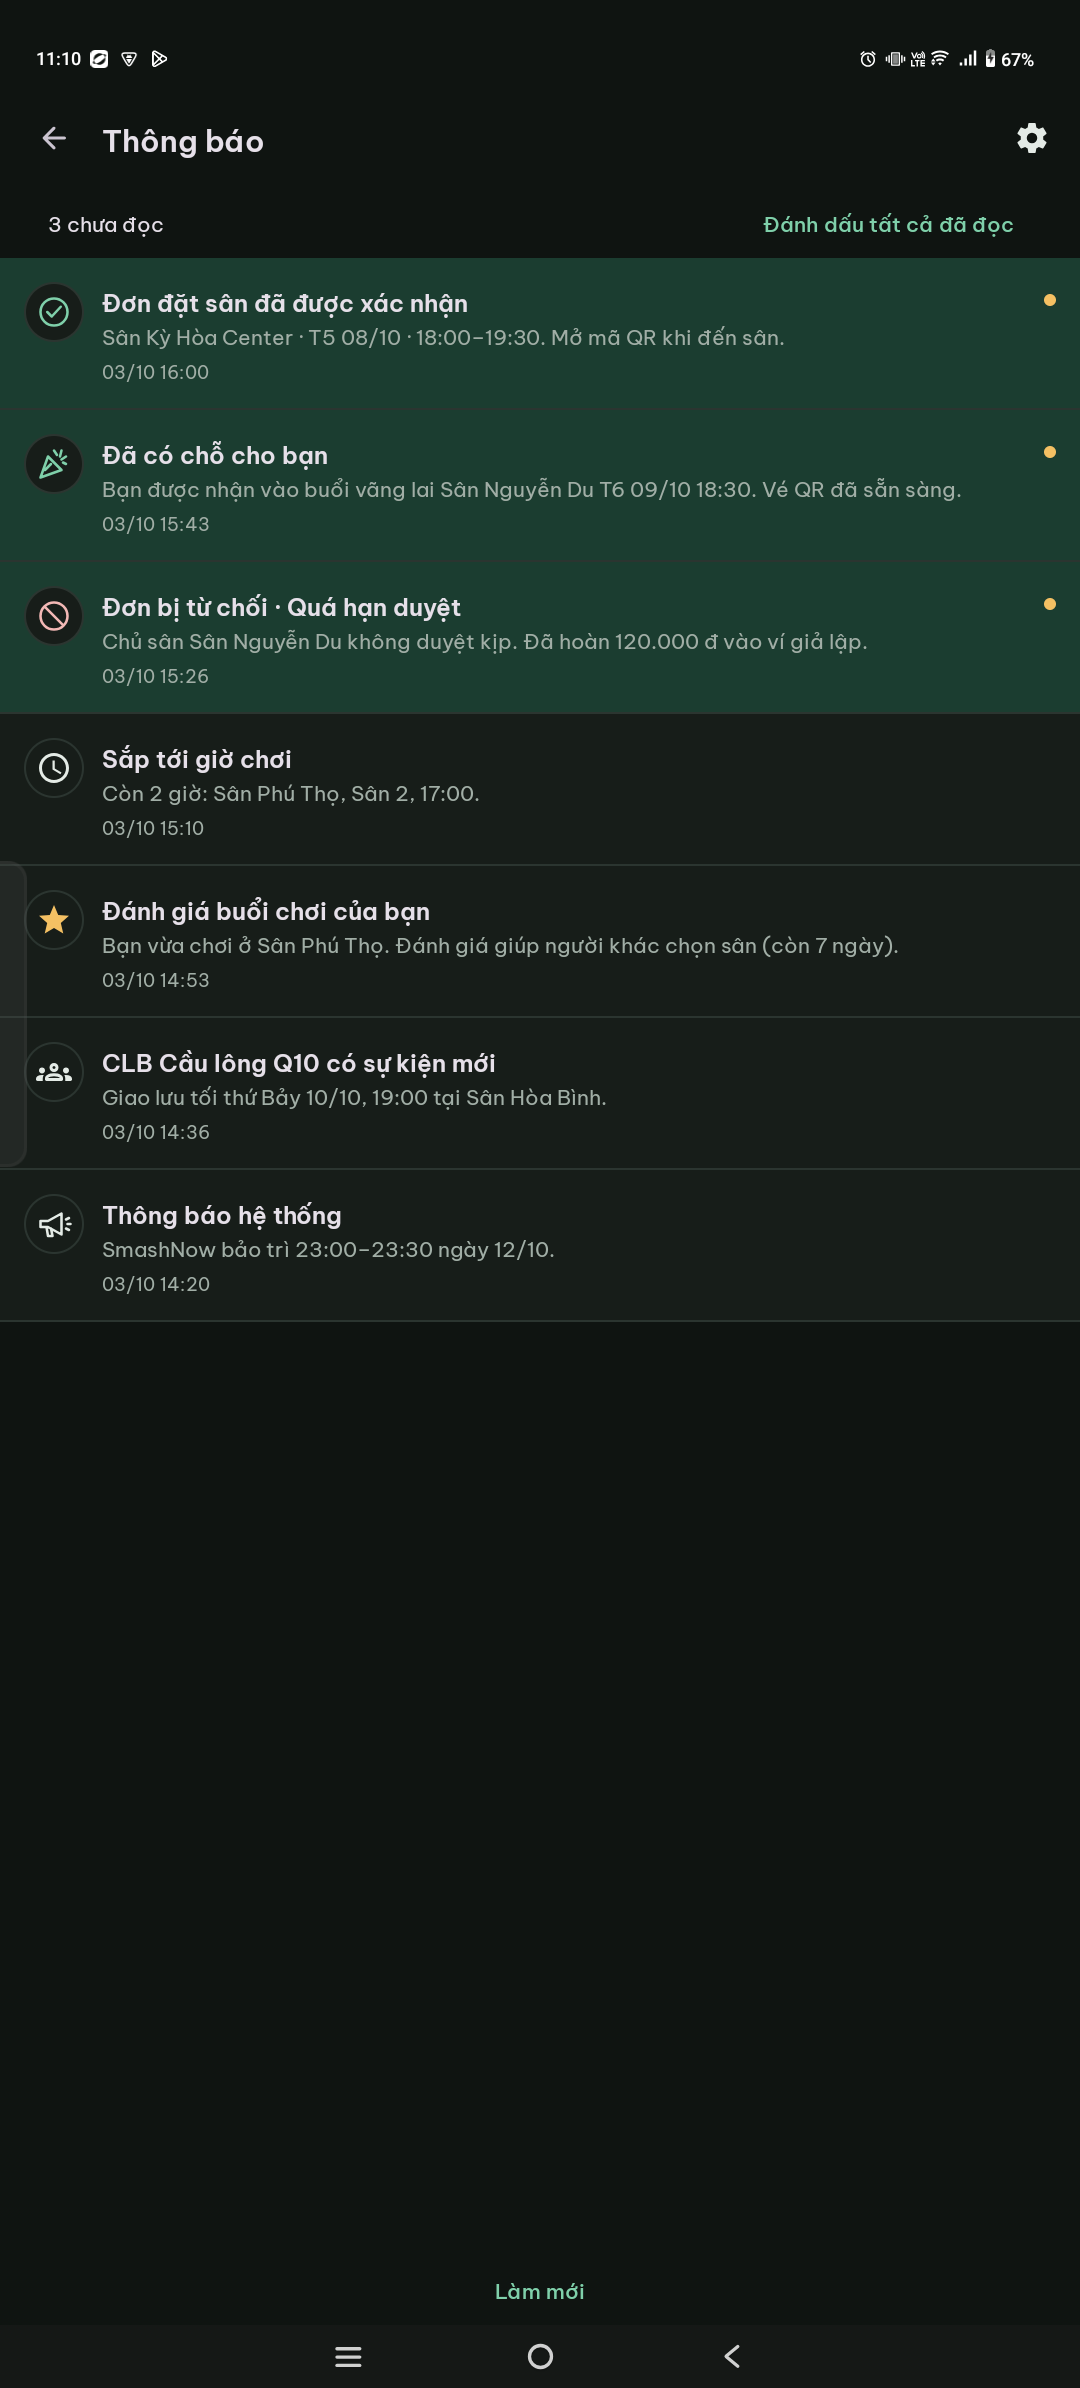 11:10
VoI LTE
67%
Thông báo
3 chưa đọc
Đánh dấu tất cả đã đọc
Đơn đặt sân đã được xác nhận
Sân Kỳ Hòa Center · T5 08/10 · 18:00–19:30. Mở mã QR khi đến sân.
03/10 16:00
Đã có chỗ cho bạn
Bạn được nhận vào buổi vãng lai Sân Nguyễn Du T6 09/10 18:30. Vé QR đã sẵn sàng.
03/10 15:43
Đơn bị từ chối · Quá hạn duyệt
Chủ sân Sân Nguyễn Du không duyệt kịp. Đã hoàn 120.000 đ vào ví giả lập.
03/10 15:26
Sắp tới giờ chơi
Còn 2 giờ: Sân Phú Thọ, Sân 2, 17:00.
03/10 15:10
Đánh giá buổi chơi của bạn
Bạn vừa chơi ở Sân Phú Thọ. Đánh giá giúp người khác chọn sân (còn 7 ngày).
03/10 14:53
CLB Cầu lông Q10 có sự kiện mới
Giao lưu tối thứ Bảy 10/10, 19:00 tại Sân Hòa Bình.
03/10 14:36
Thông báo hệ thống
SmashNow bảo trì 23:00–23:30 ngày 12/10.
03/10 14:20
Làm mới